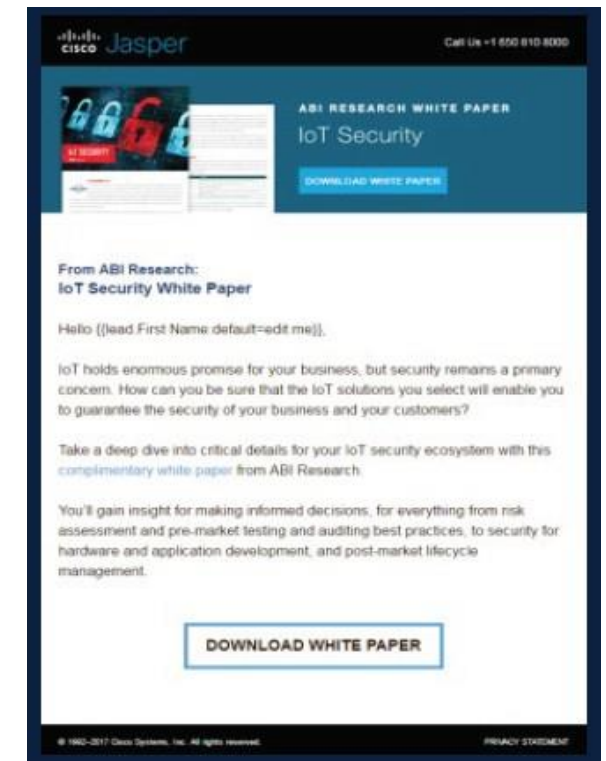 cisco Jasper
Call Us +1 650 810 8000
ABI RESEARCH WHITE PAPER
IoT Security
IoT SECURITY
DOWNLOAD WHITE PAPER
From ABI Research:
IoT Security White Paper
Hello {{lead.First Name default=edit me}},
IoT holds enormous promise for your business, but security remains a primary
concern. How can you be sure that the IoT solutions you select will enable you
to guarantee the security of your business and your customers?
Take a deep dive into critical details for your IoT security ecosystem with this
complimentary white paper from ABI Research.
You'll gain insight for making informed decisions, for everything from risk
assessment and pre-market testing and auditing best practices, to security for
hardware and application development, and post-market lifecycle
management.
DOWNLOAD WHITE PAPER
© 1992-2017 Cisco Systems, Inc. All rights reserved.
PRIVACY STATEMENT